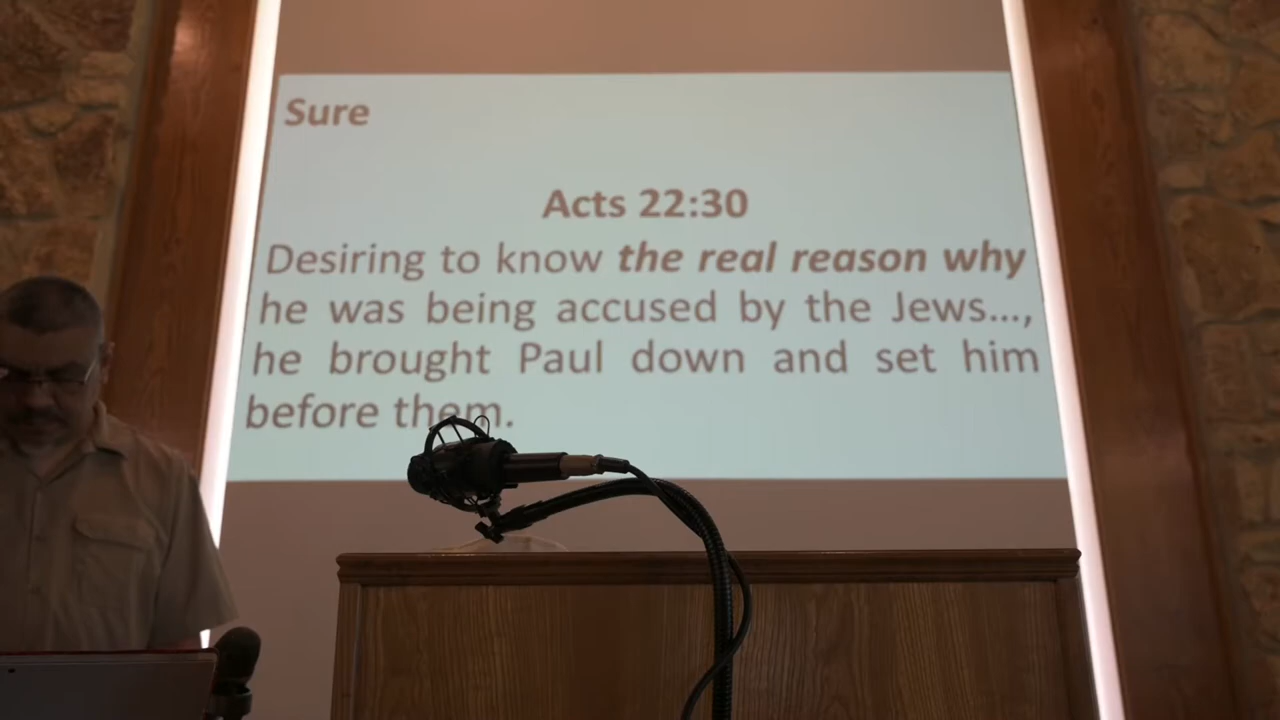 Sure
Acts 22:30
Desiring to know the real reason why
he was being accused by the Jews...,
he brought Paul down and set him
before them.